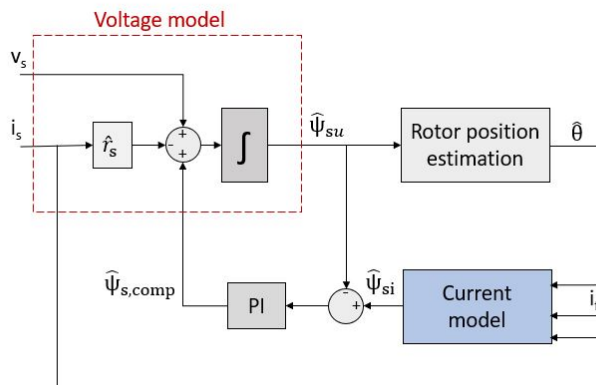 Voltage model
vₛ
iₛ
r̂ₛ
-
+
+
∫
ψ̂ₛᵤ
Rotor position
estimation
θ̂
ψ̂s,comp
PI
-
+
ψ̂ₛᵢ
Current
model